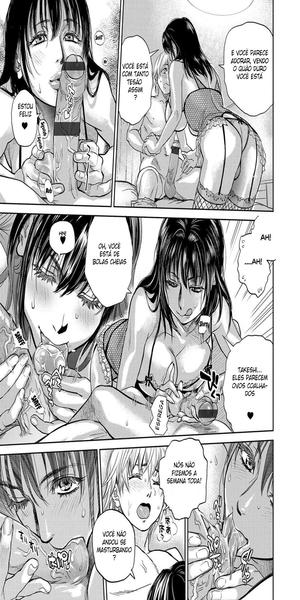 E VOCÊ PARECE
ADORAR, VENDO
O QUÃO DURO
VOCÊ ESTÁ
VOCÊ ESTÁ
COM TANTO
TESÃO
ASSIM ?
ESTOU
FELIZ
♥
AH!
...AH!
HN!
♥
OH, VOCÊ
ESTÁ DE
BOLAS CHEIAS
TAKESHI...
ELES PARECEM
OVOS COALHA-
DOS
♥
ESFREGA
NÓS NÃO
FIZEMOS A
SEMANA TODA!
VOCÊ NÃO
ANDOU SE
MASTURBANDO
?